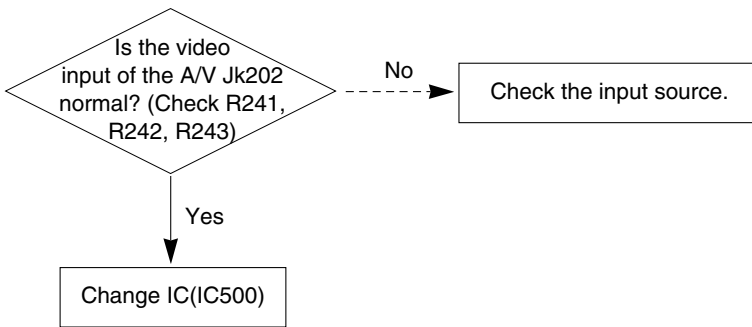 Is the video
input of the A/V Jk202
normal? (Check R241,
R242, R243)
No
Check the input source.
Yes
Change IC(IC500)